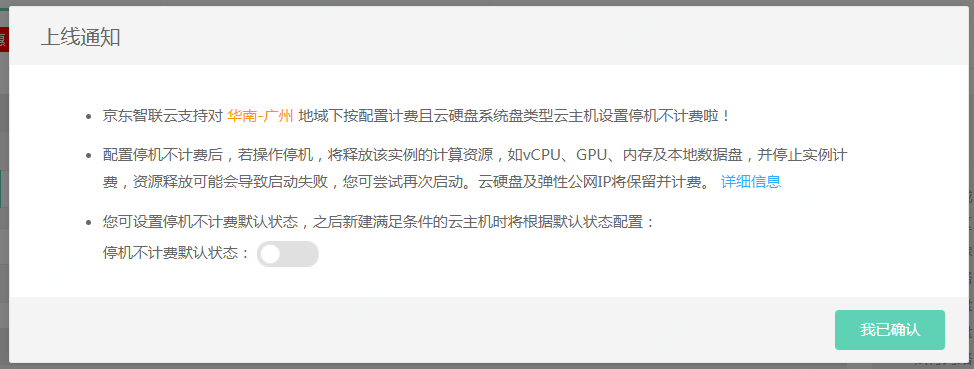 惠
上线通知
京东智联云支持对 华南-广州 地域下按配置计费且云硬盘系统盘类型云主机设置停机不计费啦！
配置停机不计费后，若操作停机，将释放该实例的计算资源，如vCPU、GPU、内存及本地数据盘，并停止实例计
费，资源释放可能会导致启动失败，您可尝试再次启动。云硬盘及弹性公网IP将保留并计费。 详细信息
您可设置停机不计费默认状态，之后新建满足条件的云主机时将根据默认状态配置：
停机不计费默认状态：
我已确认